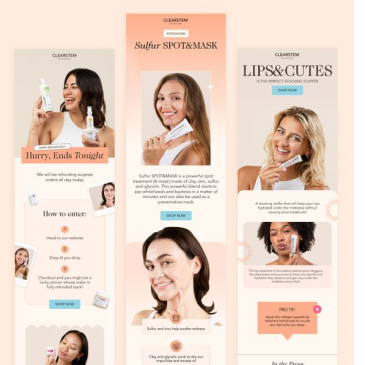 CLEARSTEM
Hurry, Ends Tonight
We will be refunding surprise
orders all day today.
How to enter:
1
Head to our website
2
Shop til you drop
3
Checkout and you might be a
lucky winner whose order is
fully refunded back!
SHOP NOW
CLEARSTEM
INTRODUCING
Sulfur SPOT&MASK
Sulfur SPOT&MASK is a powerful spot
treatment (& mask) made of clay, zinc, sulfur,
and glycolic. This powerful blend starts to
zap whiteheads and bacteria in a matter of
minutes and can also be used as a
preventative mask.
SHOP NOW
Sulfur and zinc help soothe redness
Clay and glycolic work to dry out
impurities and excess oil
CLEARSTEM
LIPS&CUTES
IS THE PERFECT STOCKING STUFFER
SHOP NOW
A stocking stuffer that will keep your lips
hydrated under the mistletoe without
causing acne breakouts!
PRO TIP:
In the Press